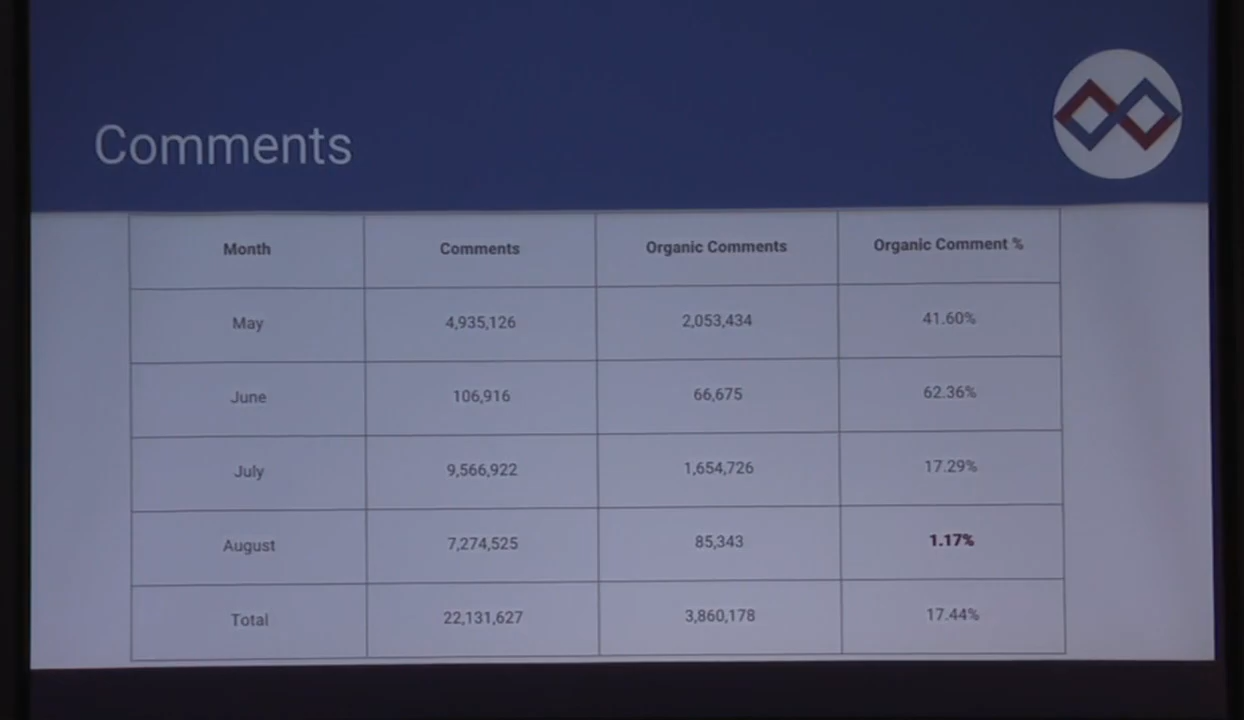 Comments
Month Comments Organic Comments Organic Comment %
May 4,935,126 2,053,434 41.60%
June 106,916 66,675 62.36%
July 9,566,922 1,654,726 17.29%
August 7,274,525 85,343 1.17%
Total 22,131,627 3,860,178 17.44%